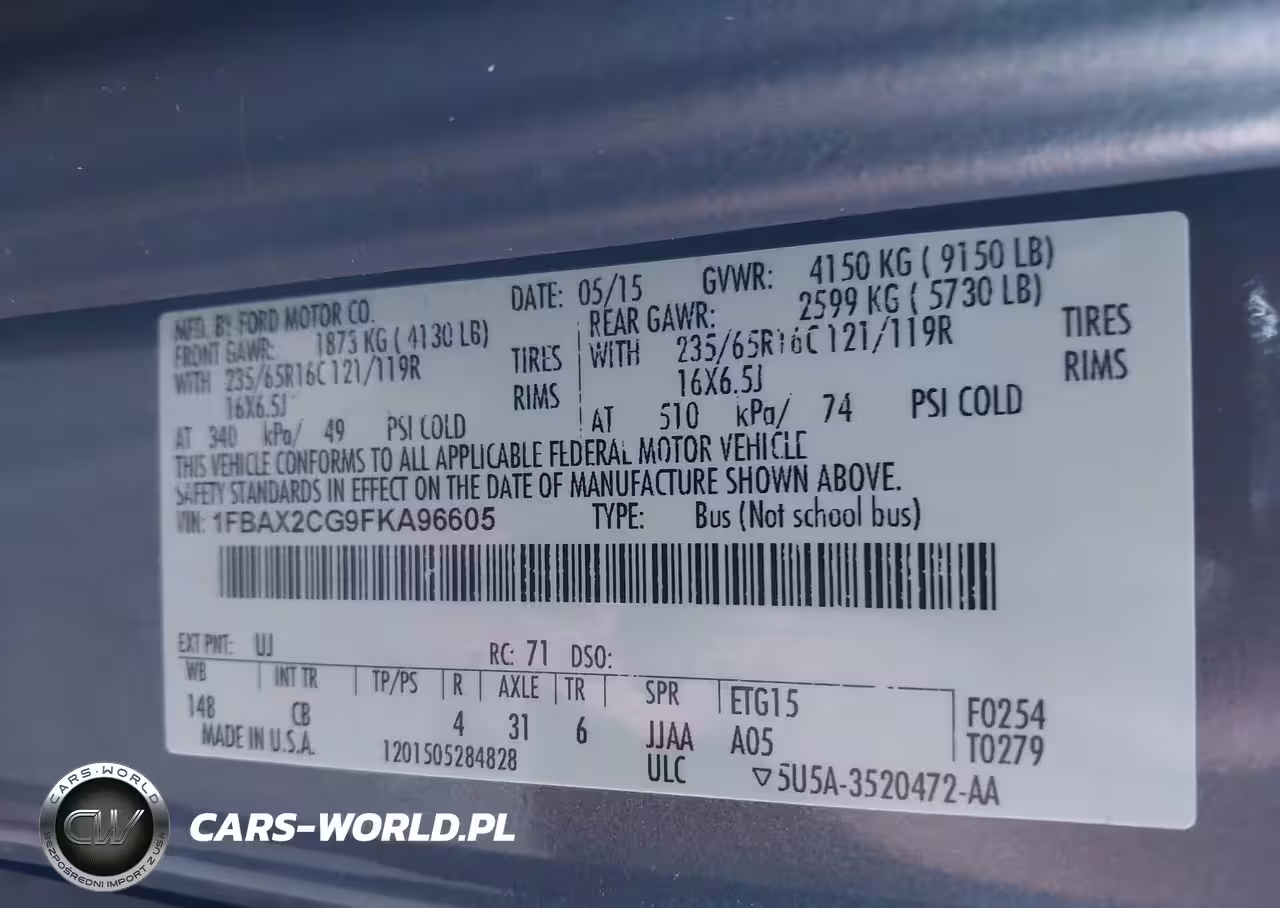 MFD. BY FORD MOTOR CO. DATE: 05/15 GVWR: 4150 KG ( 9150 LB)
FRONT GAWR: 1873 KG ( 4130 LB) REAR GAWR: 2599 KG ( 5730 LB)
WITH 235/65R16C 121/119R TIRES WITH 235/65R16C 121/119R TIRES
16X6.5J RIMS 16X6.5J RIMS
AT 340 kPa/ 49 PSI COLD AT 510 kPa/ 74 PSI COLD
THIS VEHICLE CONFORMS TO ALL APPLICABLE FEDERAL MOTOR VEHICLE
SAFETY STANDARDS IN EFFECT ON THE DATE OF MANUFACTURE SHOWN ABOVE.
VIN: 1FBAX2CG9FKA96605 TYPE: Bus (Not school bus)
EXT PNT: UJ RC: 71 DSO:
WB INT TR TP/PS R AXLE TR SPR ETG15 F0254
148 CB 4 31 6 JJAA A05 T0279
MADE IN U.S.A. 1201505284828 ULC ▽5U5A-3520472-AA
CARS-WORLD
CW
BEZPOŚREDNI IMPORT Z USA
CARS-WORLD.PL